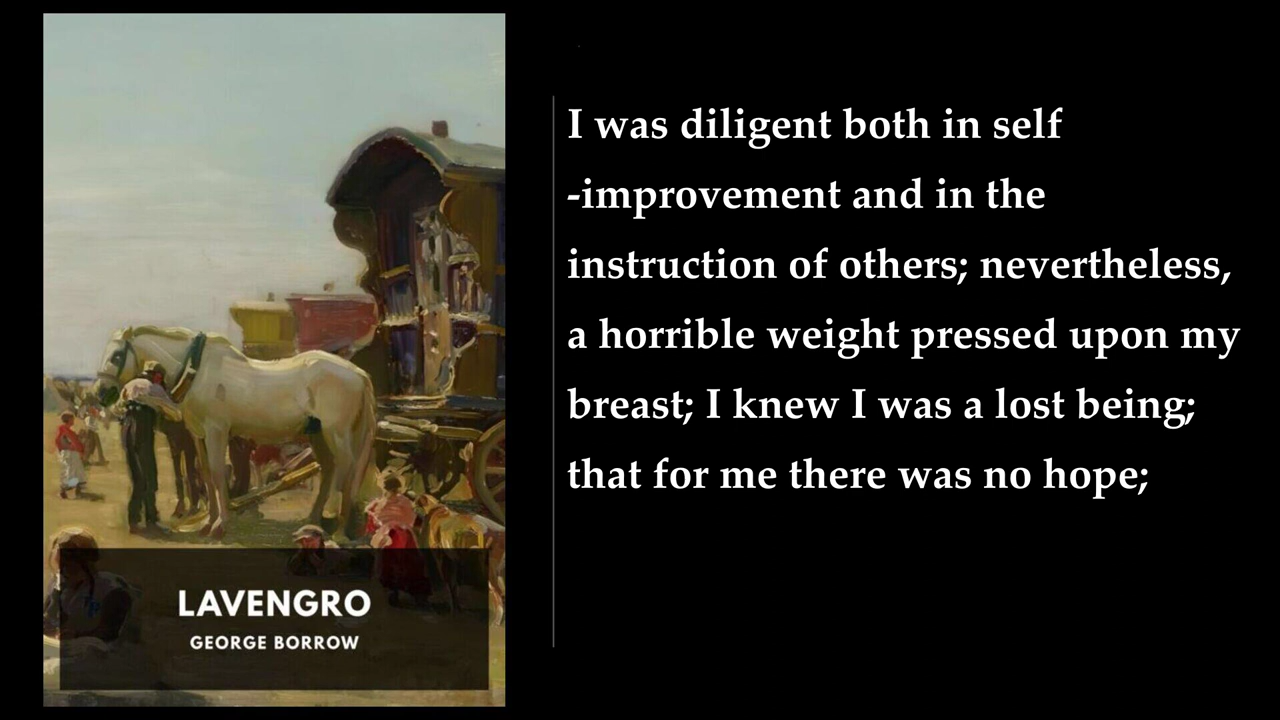 LAVENGRO
GEORGE BORROW
I was diligent both in self
-improvement and in the
instruction of others; nevertheless,
a horrible weight pressed upon my
breast; I knew I was a lost being;
that for me there was no hope;